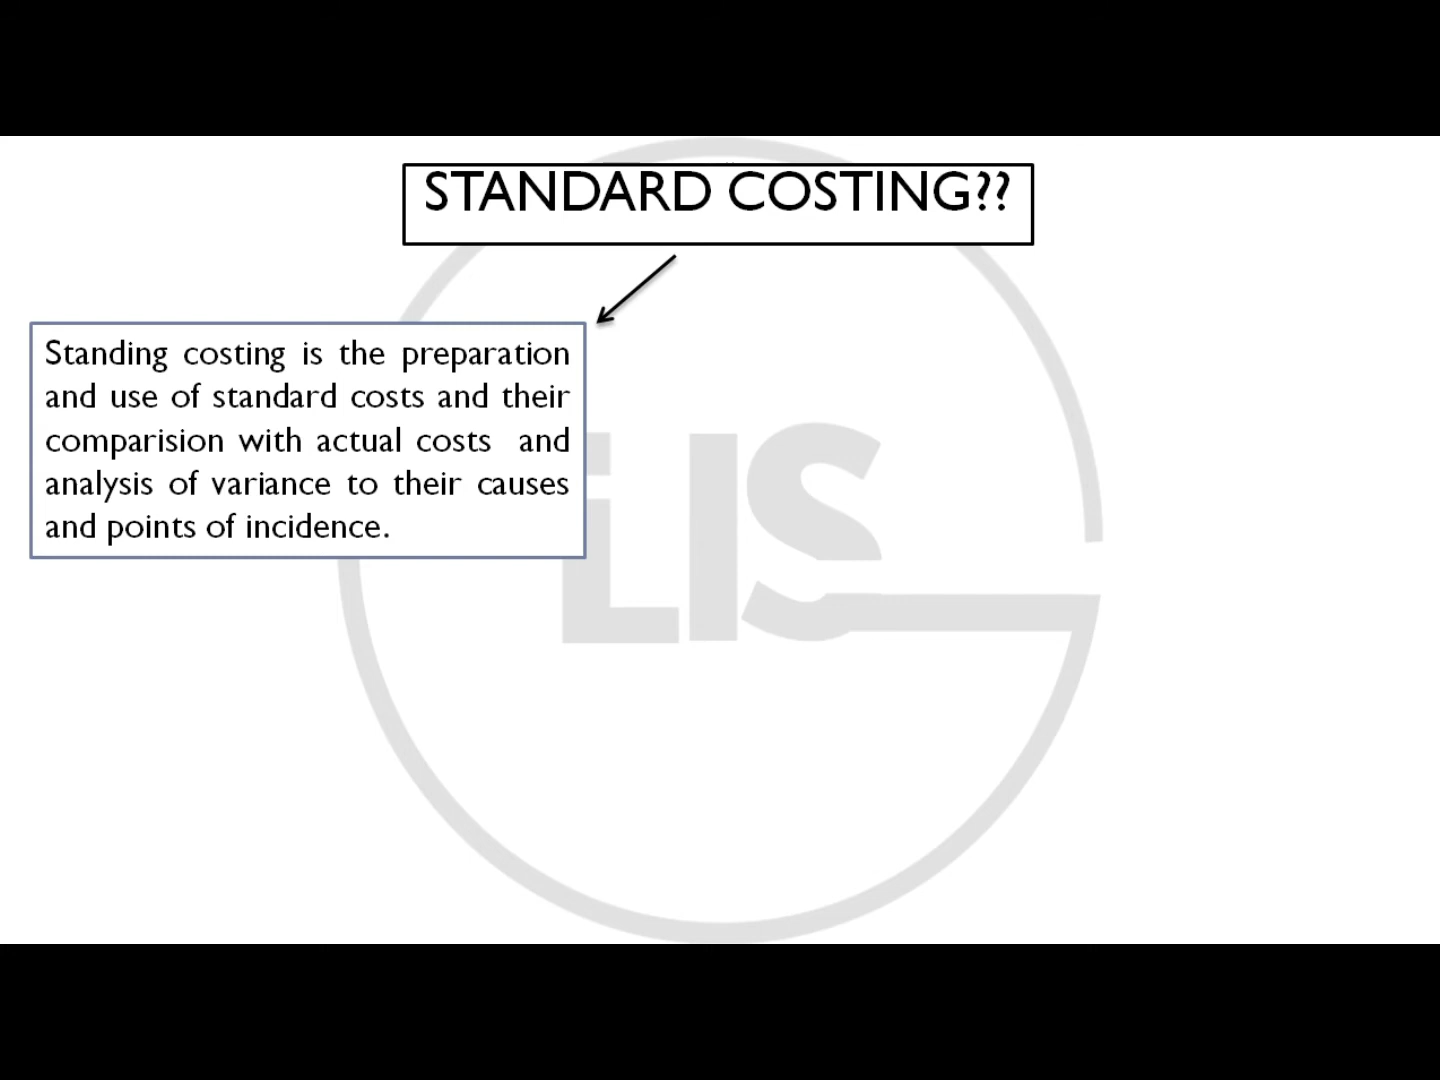 STANDARD COSTING??
Standing costing is the preparation
and use of standard costs and their
comparision with actual costs and
analysis of variance to their causes
and points of incidence.
LIS